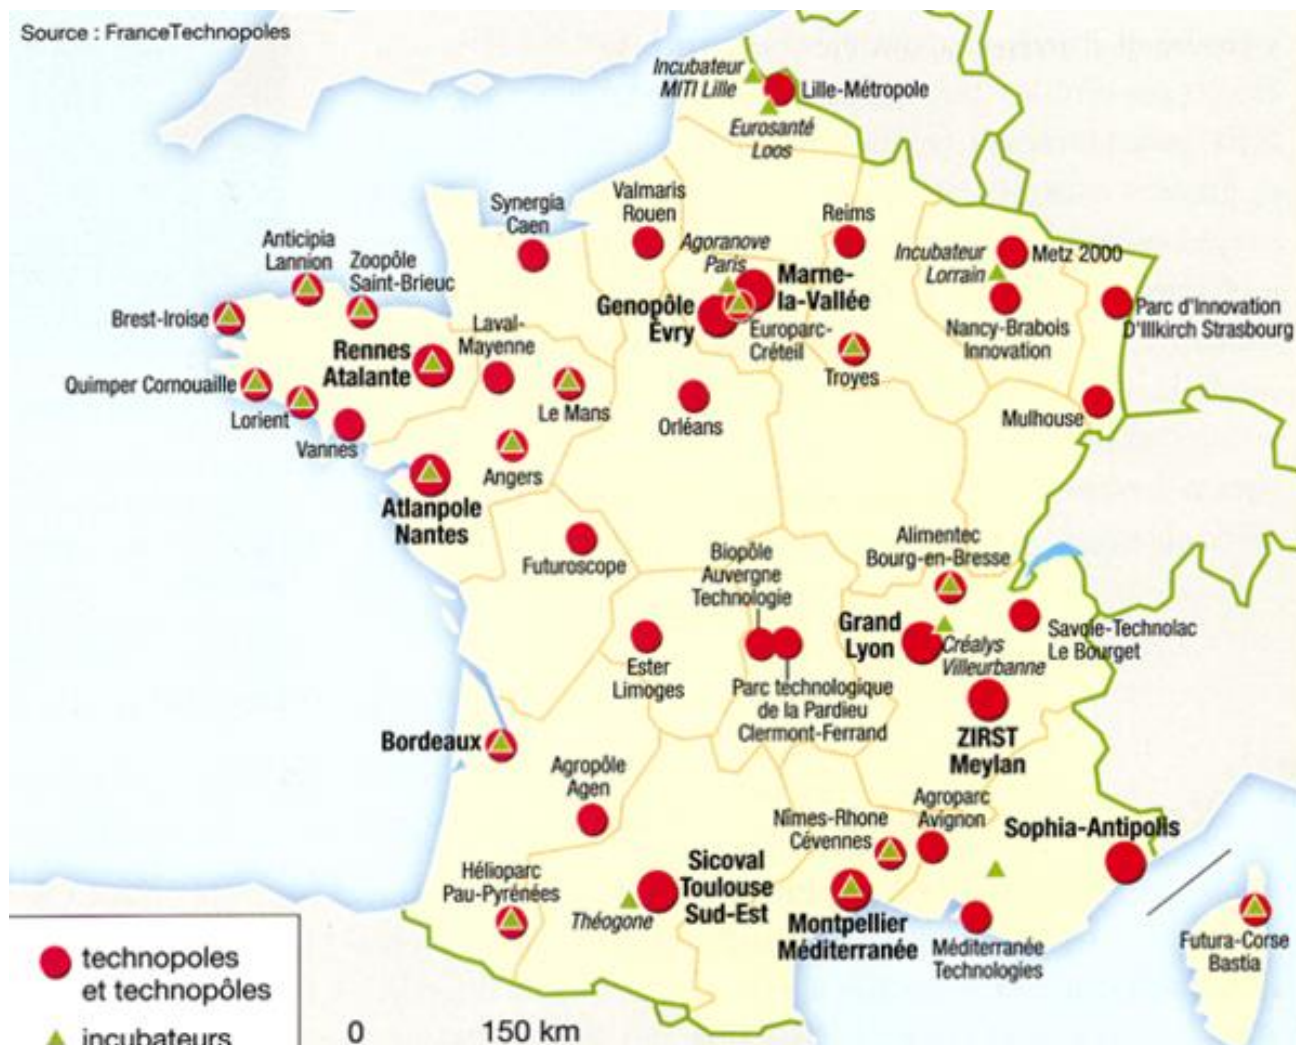 Source : FranceTechnopoles
Incubateur
MITI Lille
Lille-Métropole
Eurosanté
Loos
Synergia
Caen
Valmaris
Rouen
Agoranove
Paris
Reims
Incubateur
Lorrain
Metz 2000
Anticipia
Lannion
Zoopôle
Saint-Brieuc
Marne-
la-Vallée
Genopôle
Évry
Europarc-
Créteil
Nancy-Brabois
Innovation
Parc d'Innovation
D'Illkirch Strasbourg
Brest-Iroise
Laval-
Mayenne
Rennes
Atalante
Troyes
Quimper Cornouaille
Le Mans
Lorient
Orléans
Mulhouse
Vannes
Angers
Atlanpole
Nantes
Futuroscope
Biopôle
Auvergne
Technologie
Alimentec
Bourg-en-Bresse
Grand
Lyon
Créalys
Villeurbanne
Savoie-Technolac
Le Bourget
Ester
Limoges
Parc technologique
de la Pardieu
Clermont-Ferrand
ZIRST
Meylan
Bordeaux
Agropôle
Agen
Nîmes-Rhone
Cévennes
Agroparc
Avignon
Sophia-Antipolis
Hélioparc
Pau-Pyrénées
Théogone
Sicoval
Toulouse
Sud-Est
Montpellier
Méditerranée
Méditerranée
Technologies
Futura-Corse
Bastia
technopoles
et technopôles
incubateurs
0 150 km